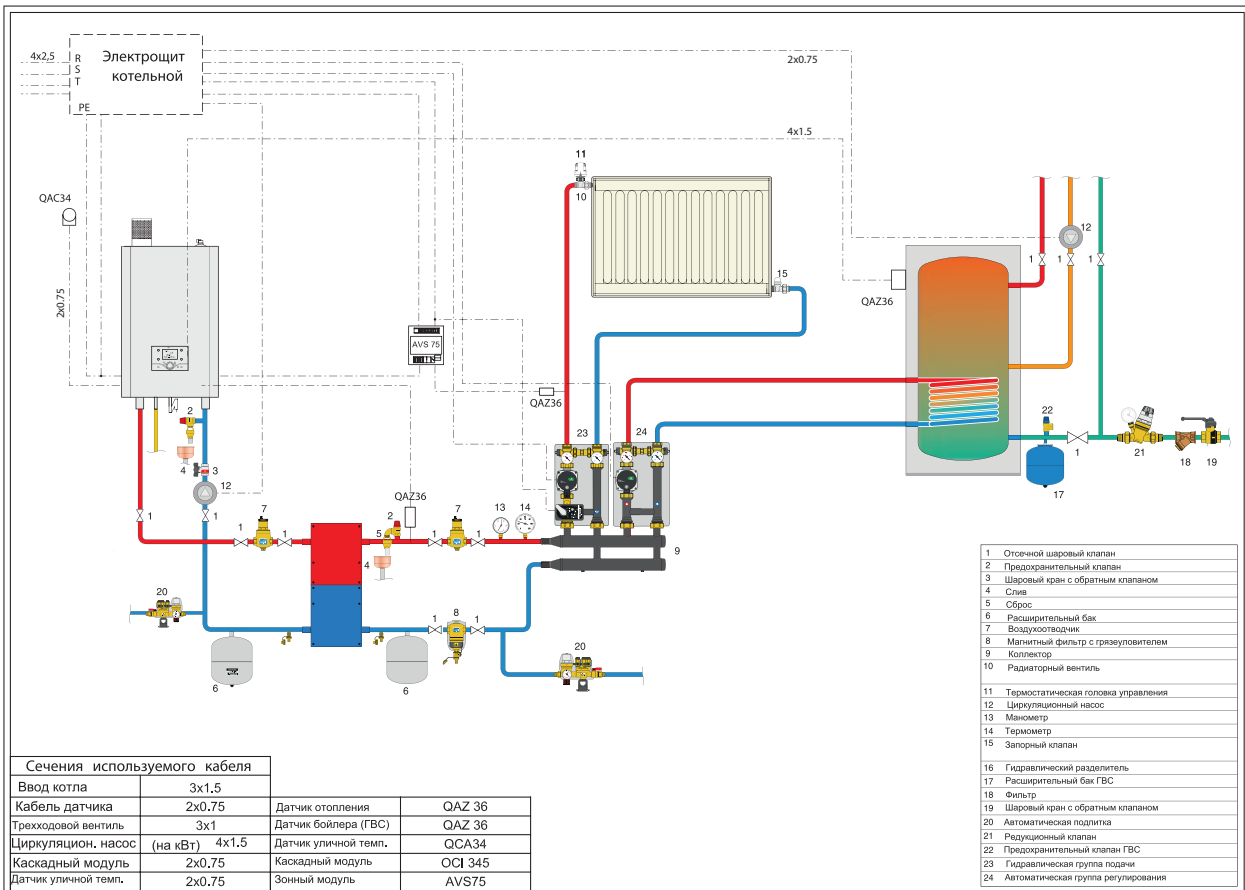 4x2,5
R
S
T
PE
Электрощит
котельной
2x0.75
4x1.5
QAC34
2x0.75
11
10
15
12
1
1
1
QAZ36
AVS 75
QAZ36
2
4
3
12
1
1
23
24
22
1
21
18
19
17
QAZ36
7
1
1
2
5
4
7
1
1
13
14
9
20
6
6
1
8
1
20
1 Отсечной шаровый клапан
2 Предохранительный клапан
3 Шаровый кран с обратным клапаном
4 Слив
5 Сброс
6 Расширительный бак
7 Воздухоотводчик
8 Магнитный фильтр с грязеуловителем
9 Коллектор
10 Радиаторный вентиль
11 Термостатическая головка управления
12 Циркуляционный насос
13 Манометр
14 Термометр
15 Запорный клапан
16 Гидравлический разделитель
17 Расширительный бак ГВС
18 Фильтр
19 Шаровый кран с обратным клапаном
20 Автоматическая подпитка
21 Редукционный клапан
22 Предохранительный клапан ГВС
23 Гидравлическая группа подачи
24 Автоматическая группа регулирования
Сечения используемого кабеля
Ввод котла 3x1.5
Кабель датчика 2x0.75 Датчик отопления QAZ 36
Трехходовой вентиль 3x1 Датчик бойлера (ГВС) QAZ 36
Циркуляцион. насос (на кВт) 4x1.5 Датчик уличной темп. QCA34
Каскадный модуль 2x0.75 Каскадный модуль OCI 345
Датчик уличной темп. 2x0.75 Зонный модуль AVS75